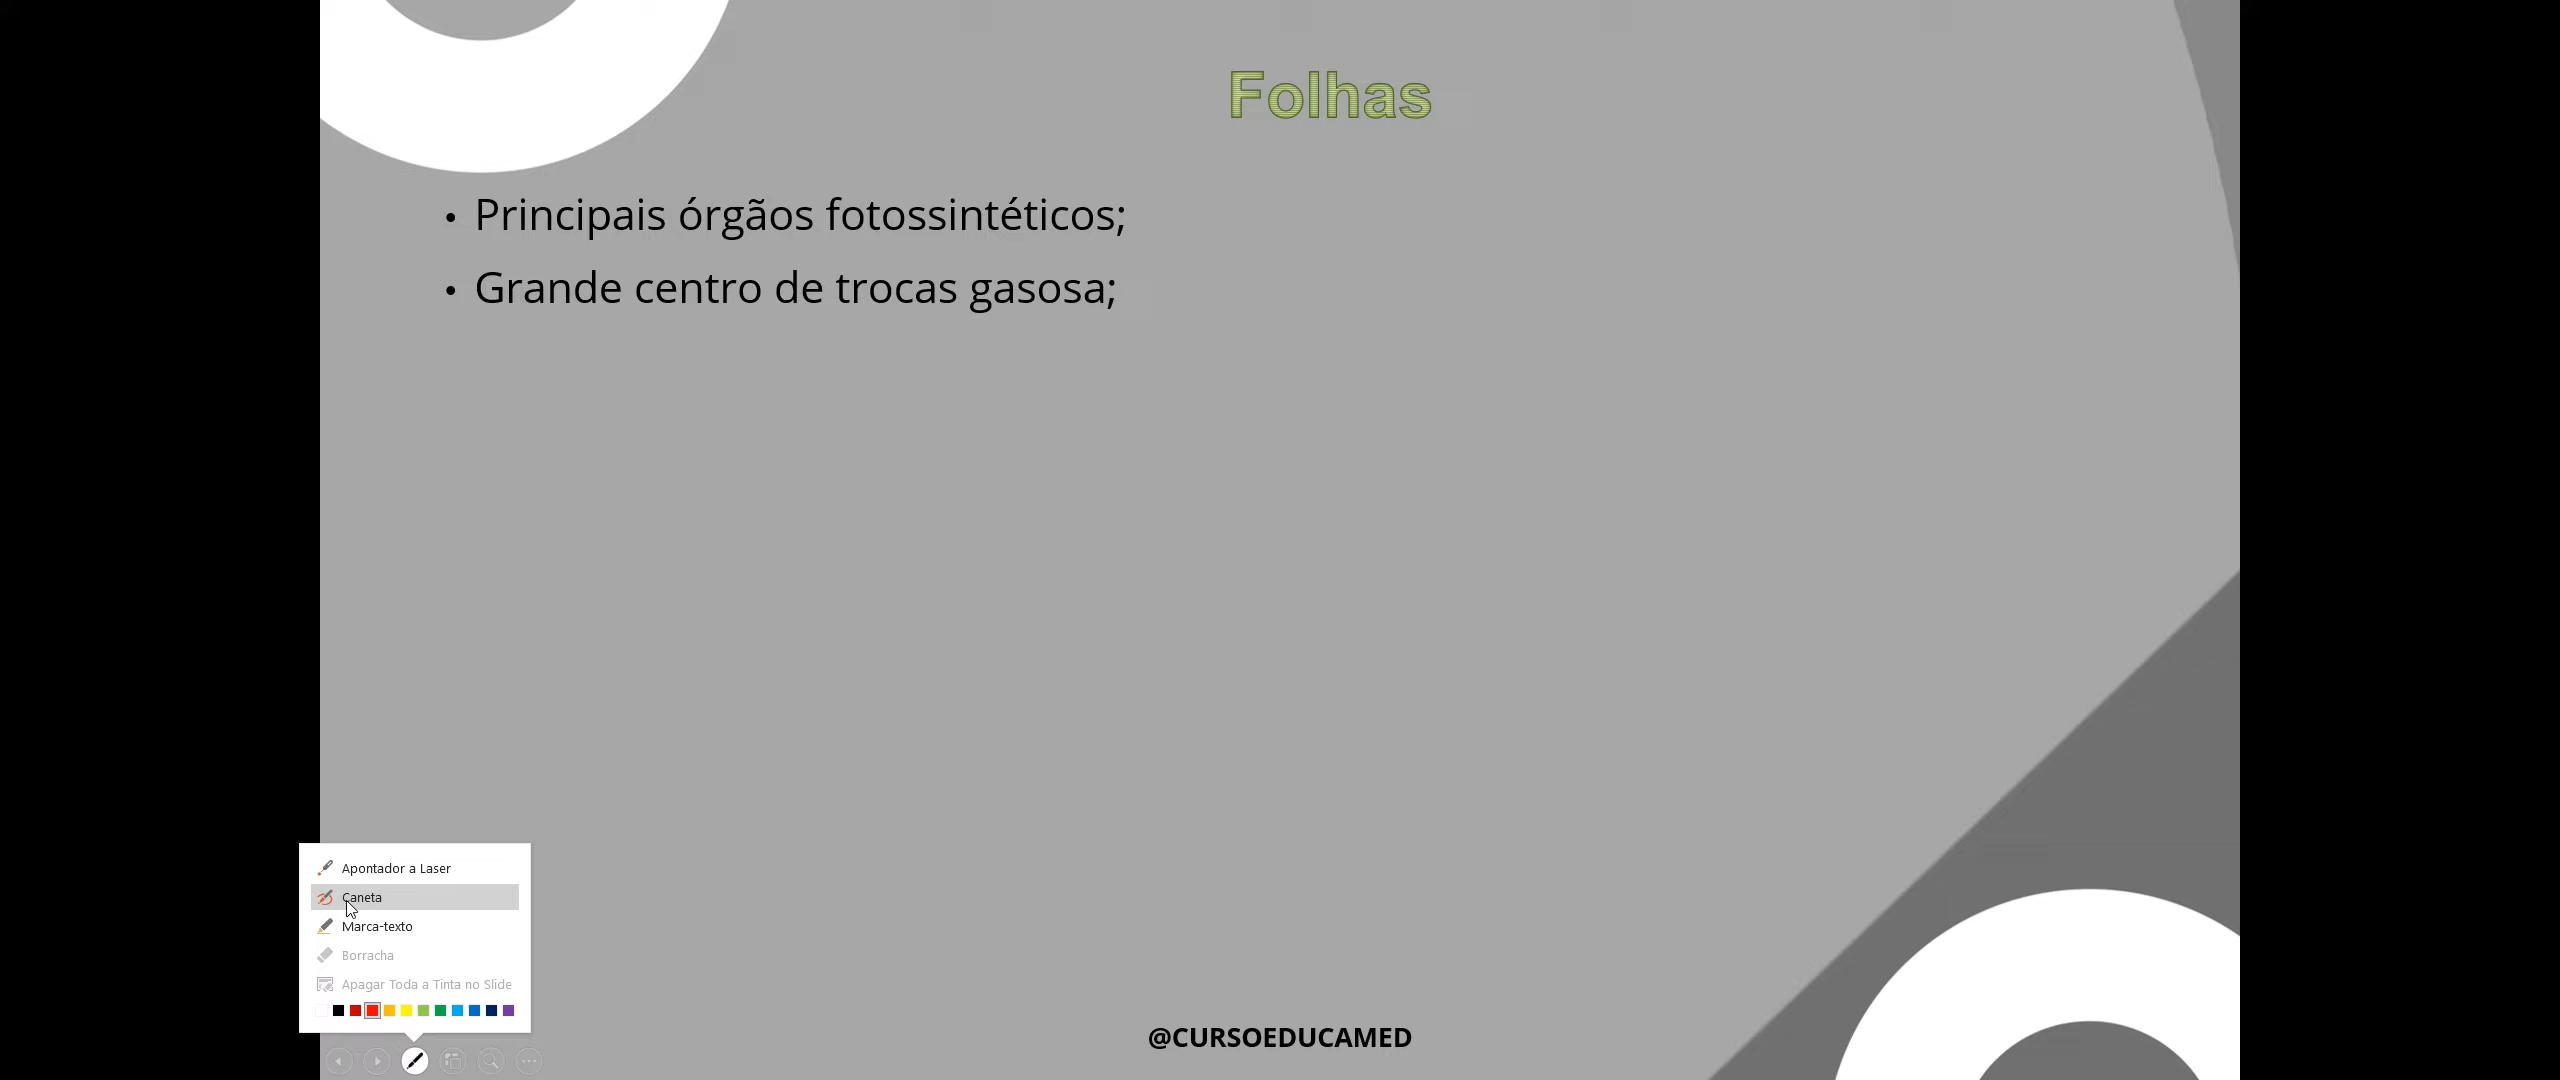 Folhas
• Principais órgãos fotossintéticos;
• Grande centro de trocas gasosa;
Apontador a Laser
Caneta
Marca-texto
Borracha
Apagar Toda a Tinta no Slide
@CURSOEDUCAMED